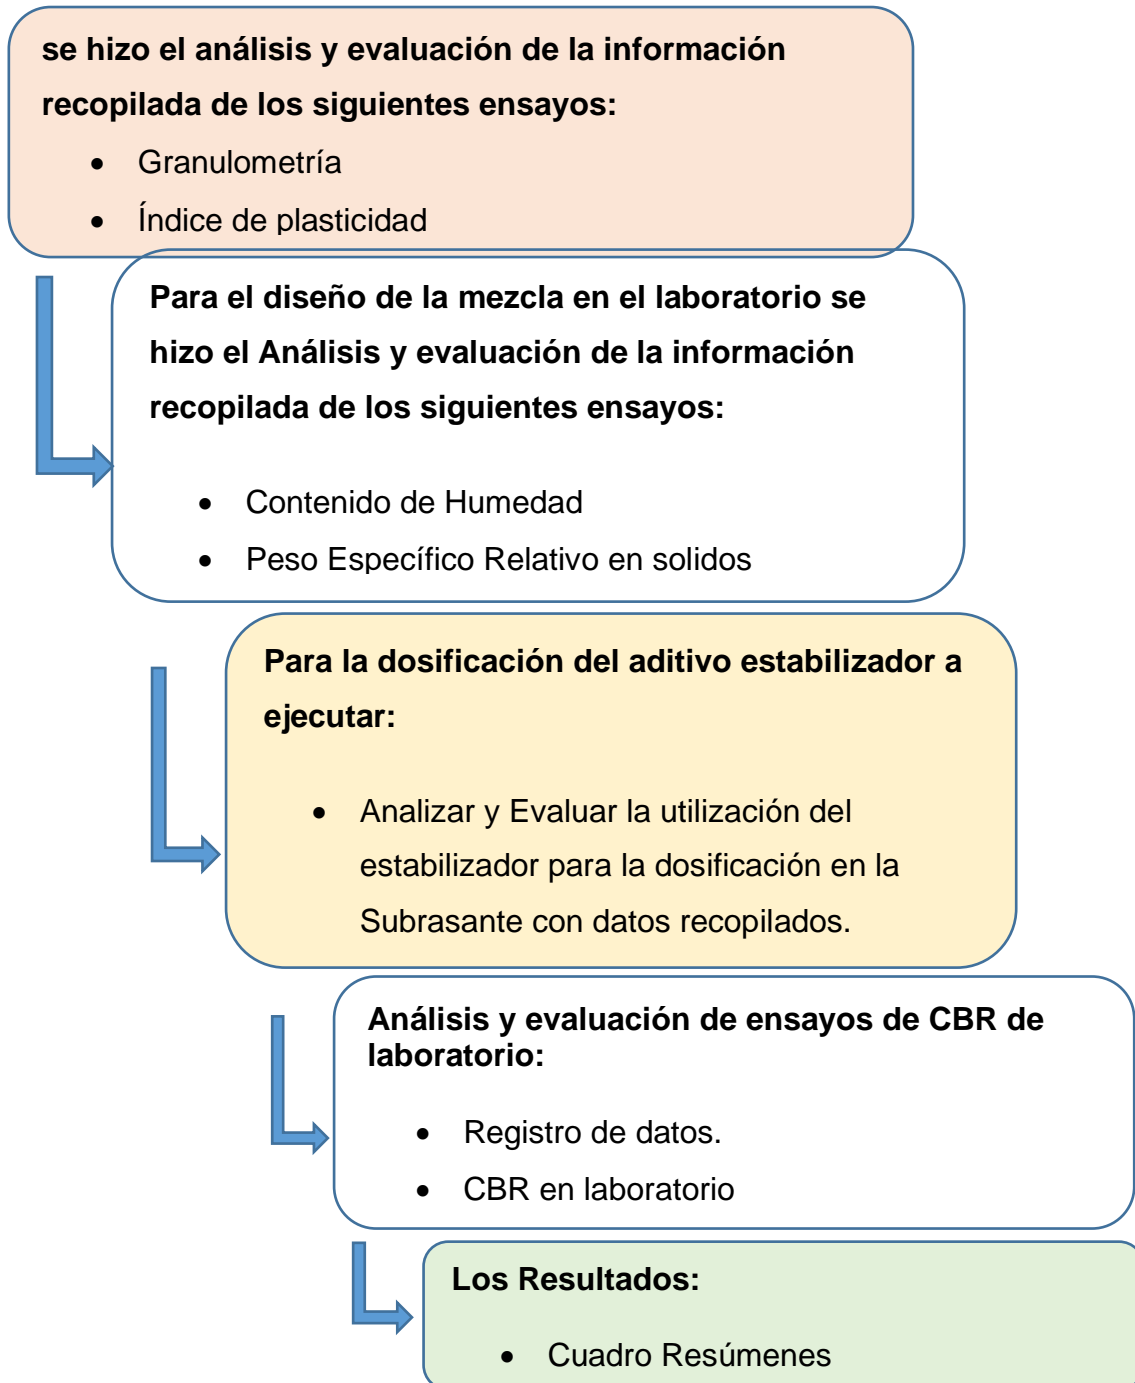 se hizo el análisis y evaluación de la información
recopilada de los siguientes ensayos:
• Granulometría
• Índice de plasticidad
Para el diseño de la mezcla en el laboratorio se
hizo el Análisis y evaluación de la información
recopilada de los siguientes ensayos:
• Contenido de Humedad
• Peso Específico Relativo en solidos
Para la dosificación del aditivo estabilizador a
ejecutar:
• Analizar y Evaluar la utilización del
estabilizador para la dosificación en la
Subrasante con datos recopilados.
Análisis y evaluación de ensayos de CBR de
laboratorio:
• Registro de datos.
• CBR en laboratorio
Los Resultados:
• Cuadro Resúmenes